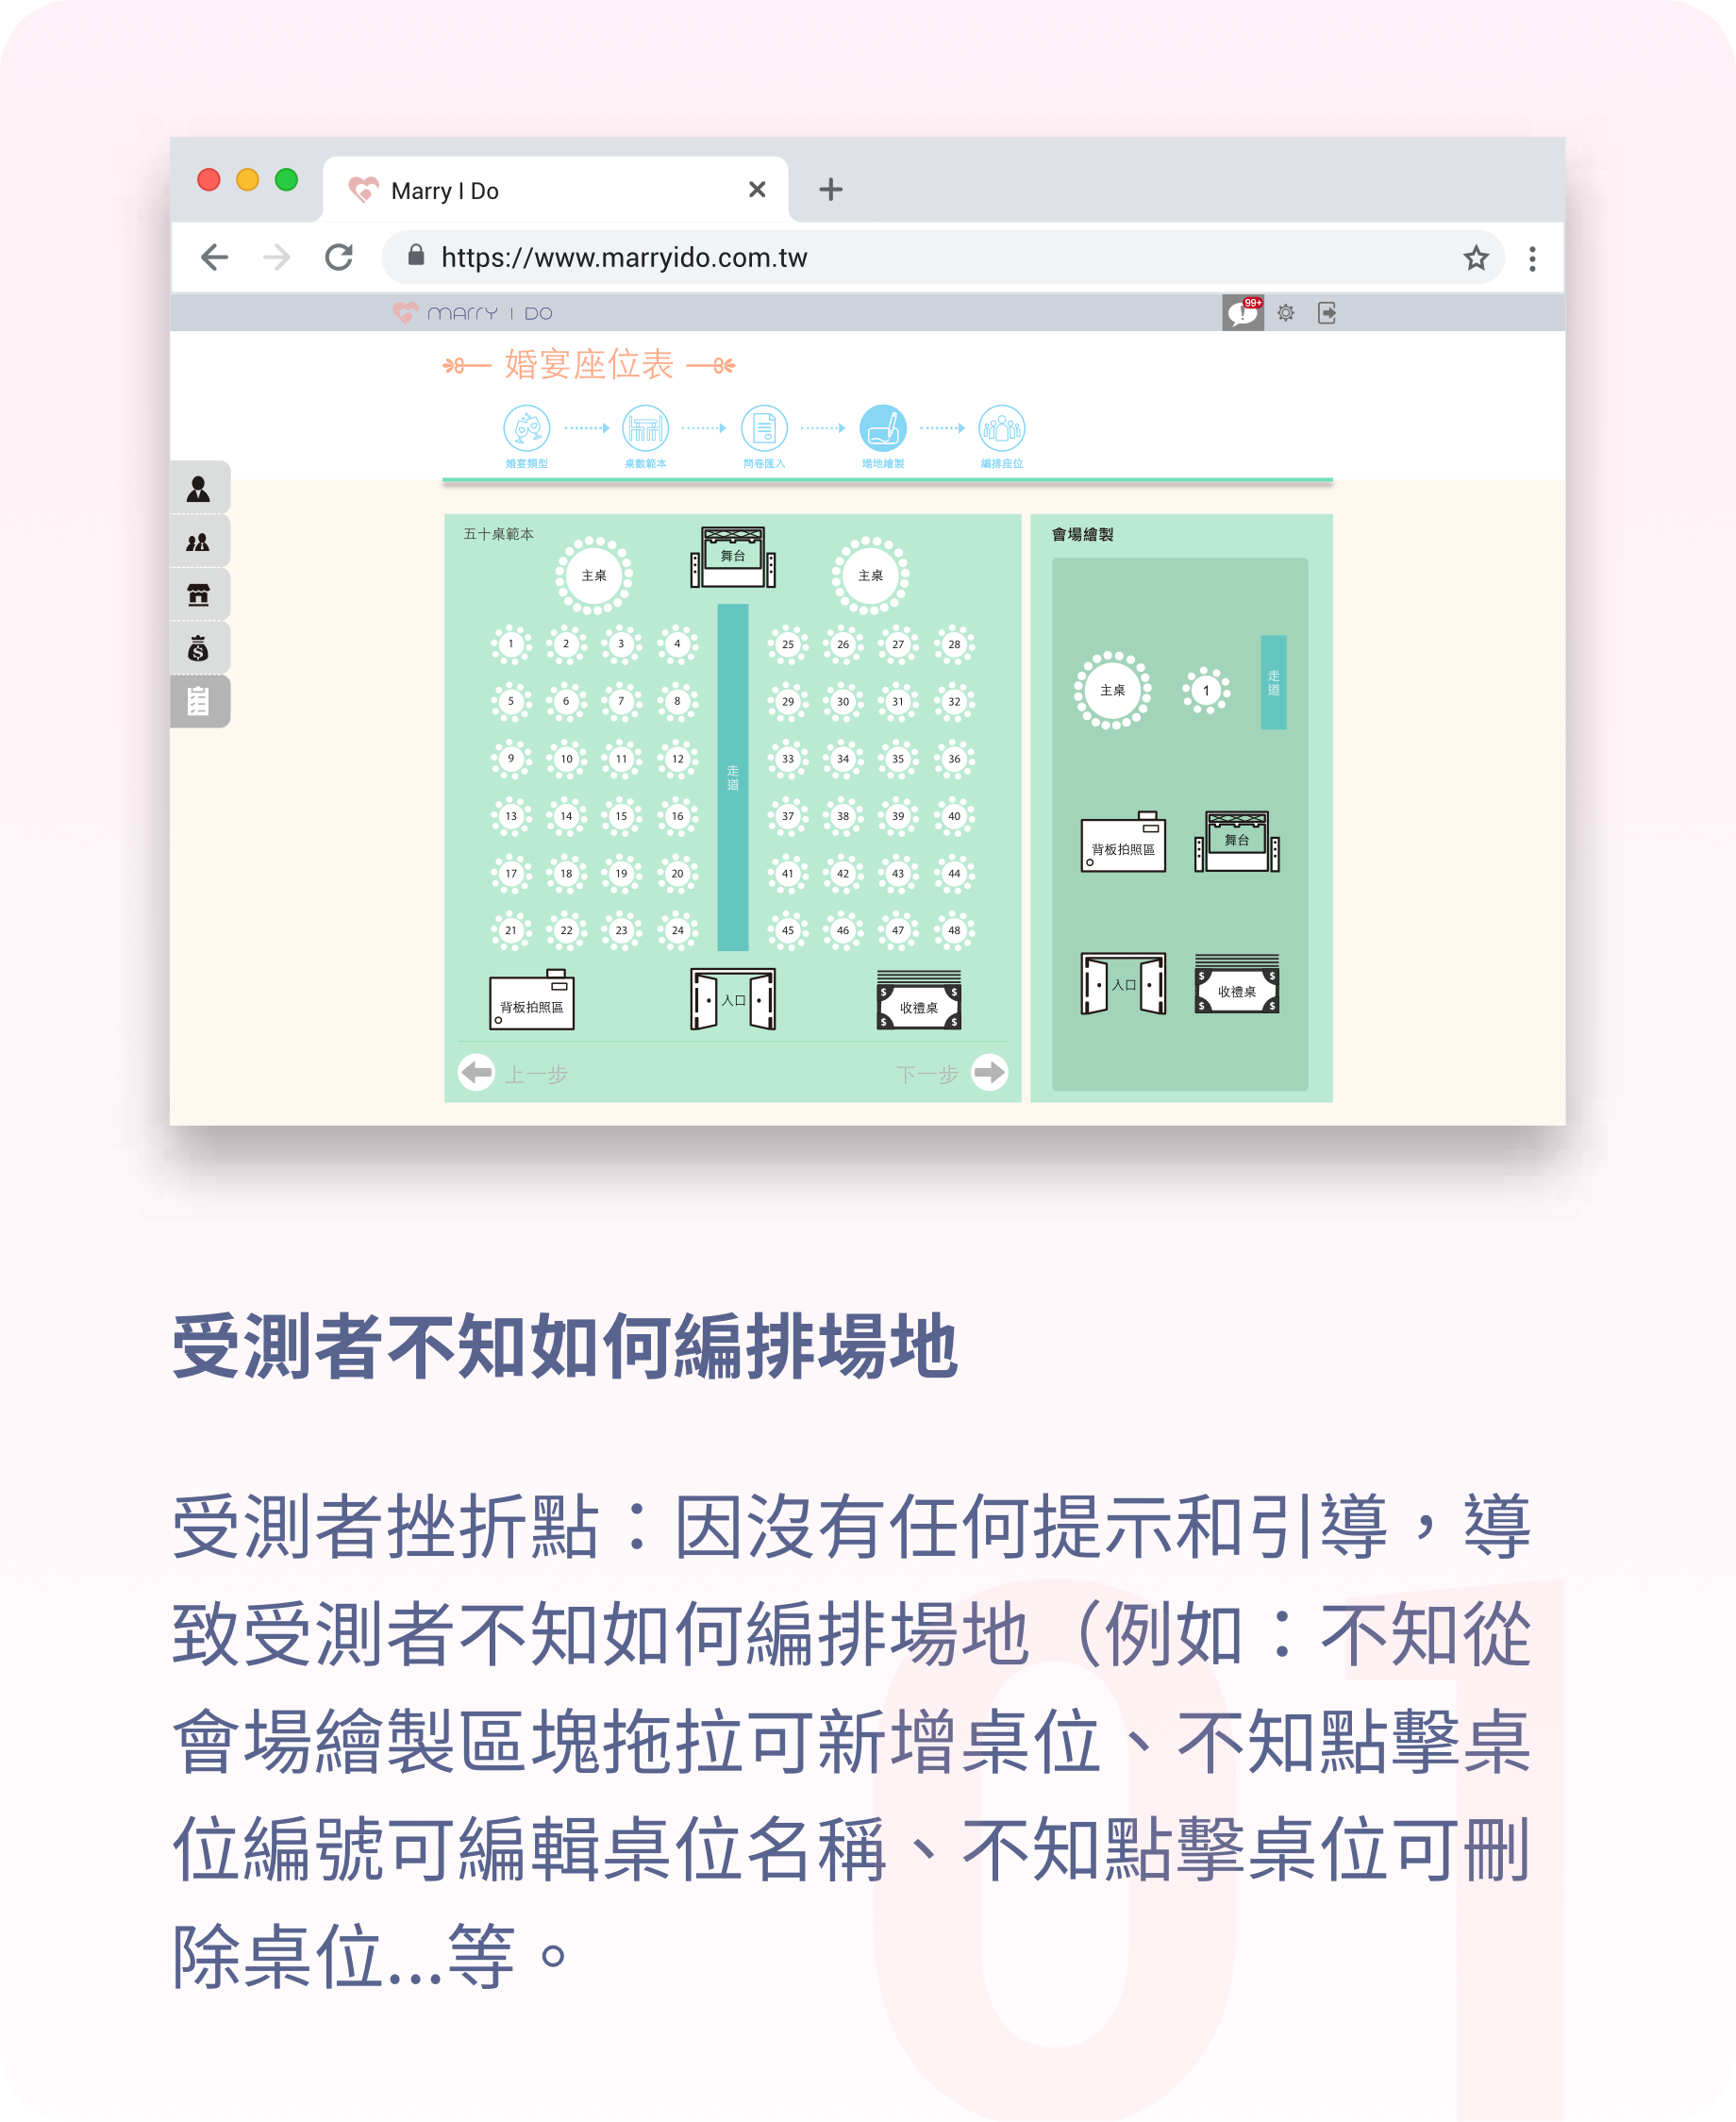 Marry I Do
https://www.marryido.com.tw
MARRY I DO
99+
婚宴座位表
婚宴類型 桌數範本 問卷匯入 場地繪製 編排座位
五十桌範本
舞台
主桌 主桌
1 2 3 4 25 26 27 28
5 6 7 8 29 30 31 32
9 10 11 12 33 34 35 36
走道
13 14 15 16 37 38 39 40
17 18 19 20 41 42 43 44
21 22 23 24 45 46 47 48
背板拍照區 入口 收禮桌
上一步 下一步
會場繪製
主桌 1 走道
背板拍照區 舞台
入口 收禮桌
受測者不知如何編排場地
受測者挫折點：因沒有任何提示和引導，導
致受測者不知如何編排場地（例如：不知從
會場繪製區塊拖拉可新增桌位、不知點擊桌
位編號可編輯桌位名稱、不知點擊桌位可刪
除桌位...等。
01